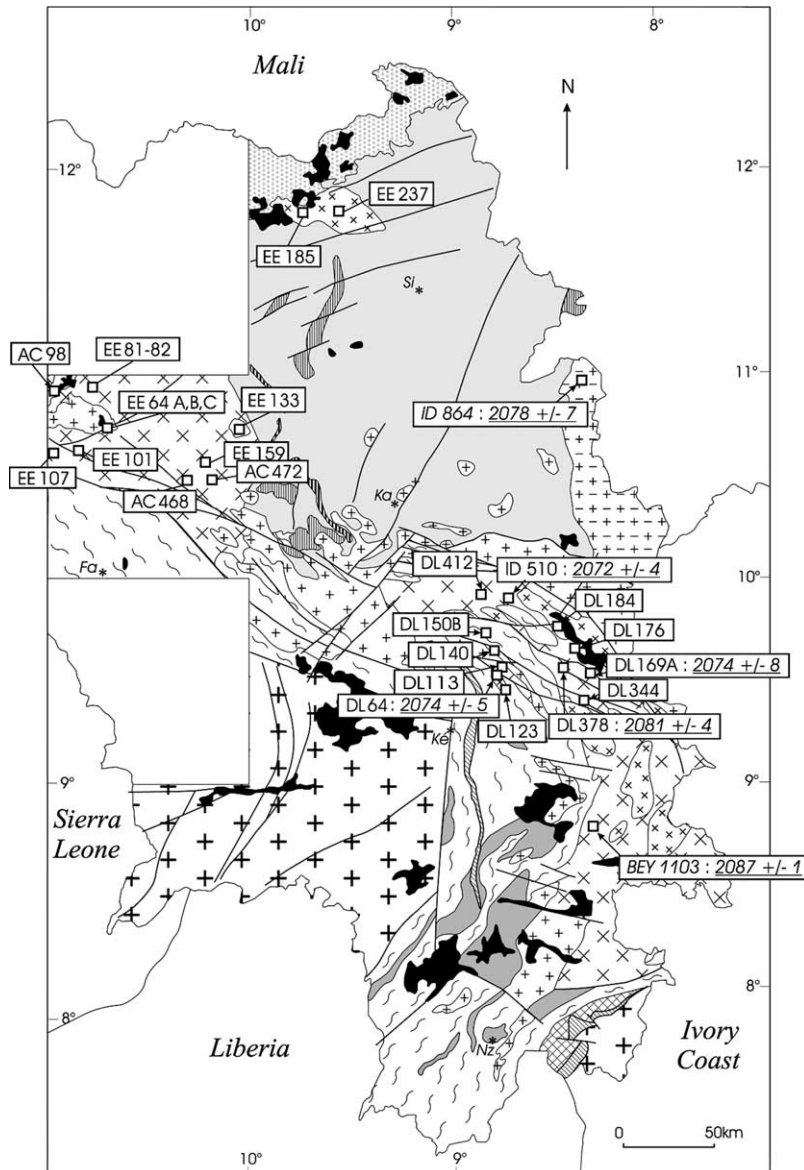 10° 9° 8°
Mali
N
12° 12°
EE 237
EE 185
Si
AC 98
EE 81-82
11°
EE 64 A,B,C
EE 133
ID 864 : 2078 +/- 7
EE 159
EE 101
AC 472
EE 107
AC 468
Ka
Fa
DL412
ID 510 : 2072 +/- 4
10°
DL184
DL150B
DL176
DL140
DL169A : 2074 +/- 8
DL113
DL344
DL64 : 2074 +/- 5
DL378 : 2081 +/- 4
DL123
Ké
9° 9°
Sierra
Leone
BEY 1103 : 2087 +/- 1
8° 8°
Liberia
Nz
Ivory
Coast
0 50km
10° 9°